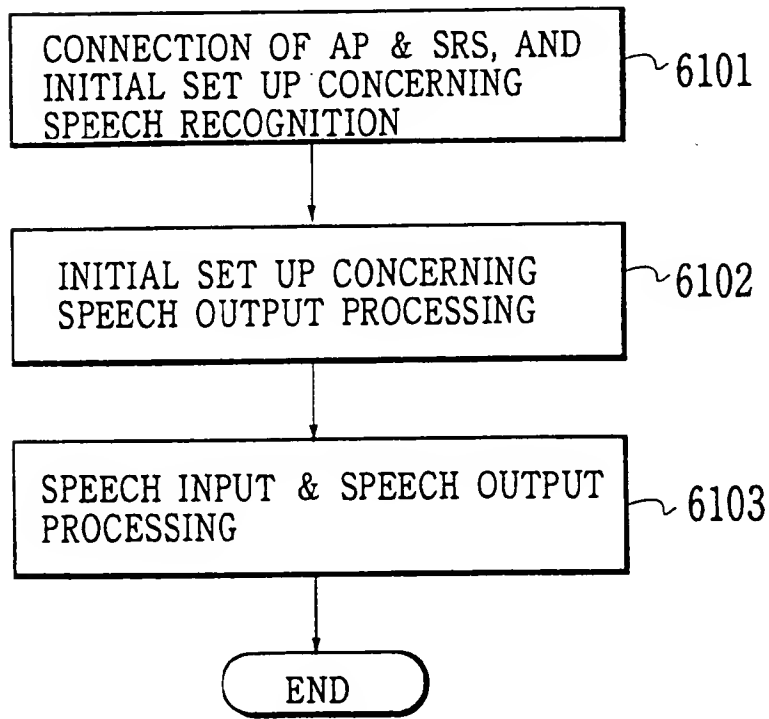 CONNECTION OF AP & SRS, AND
INITIAL SET UP CONCERNING
SPEECH RECOGNITION
6101
INITIAL SET UP CONCERNING
SPEECH OUTPUT PROCESSING
6102
SPEECH INPUT & SPEECH OUTPUT
PROCESSING
6103
END